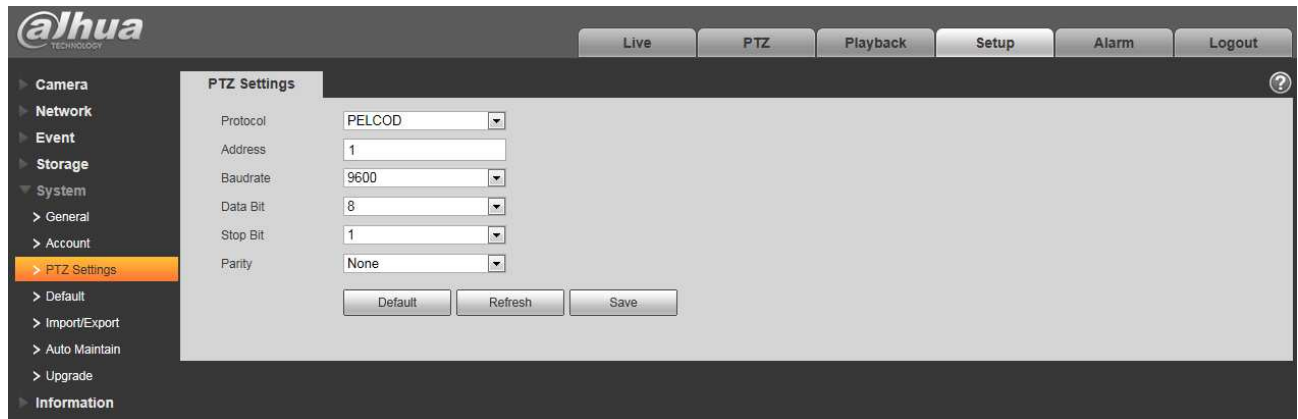 alhua
TECHNOLOGY
Live PTZ Playback Setup Alarm Logout
Camera
Network
Event
Storage
System
> General
> Account
> PTZ Settings
> Default
> Import/Export
> Auto Maintain
> Upgrade
Information
PTZ Settings
?
Protocol PELCOD
Address 1
Baudrate 9600
Data Bit 8
Stop Bit 1
Parity None
Default Refresh Save